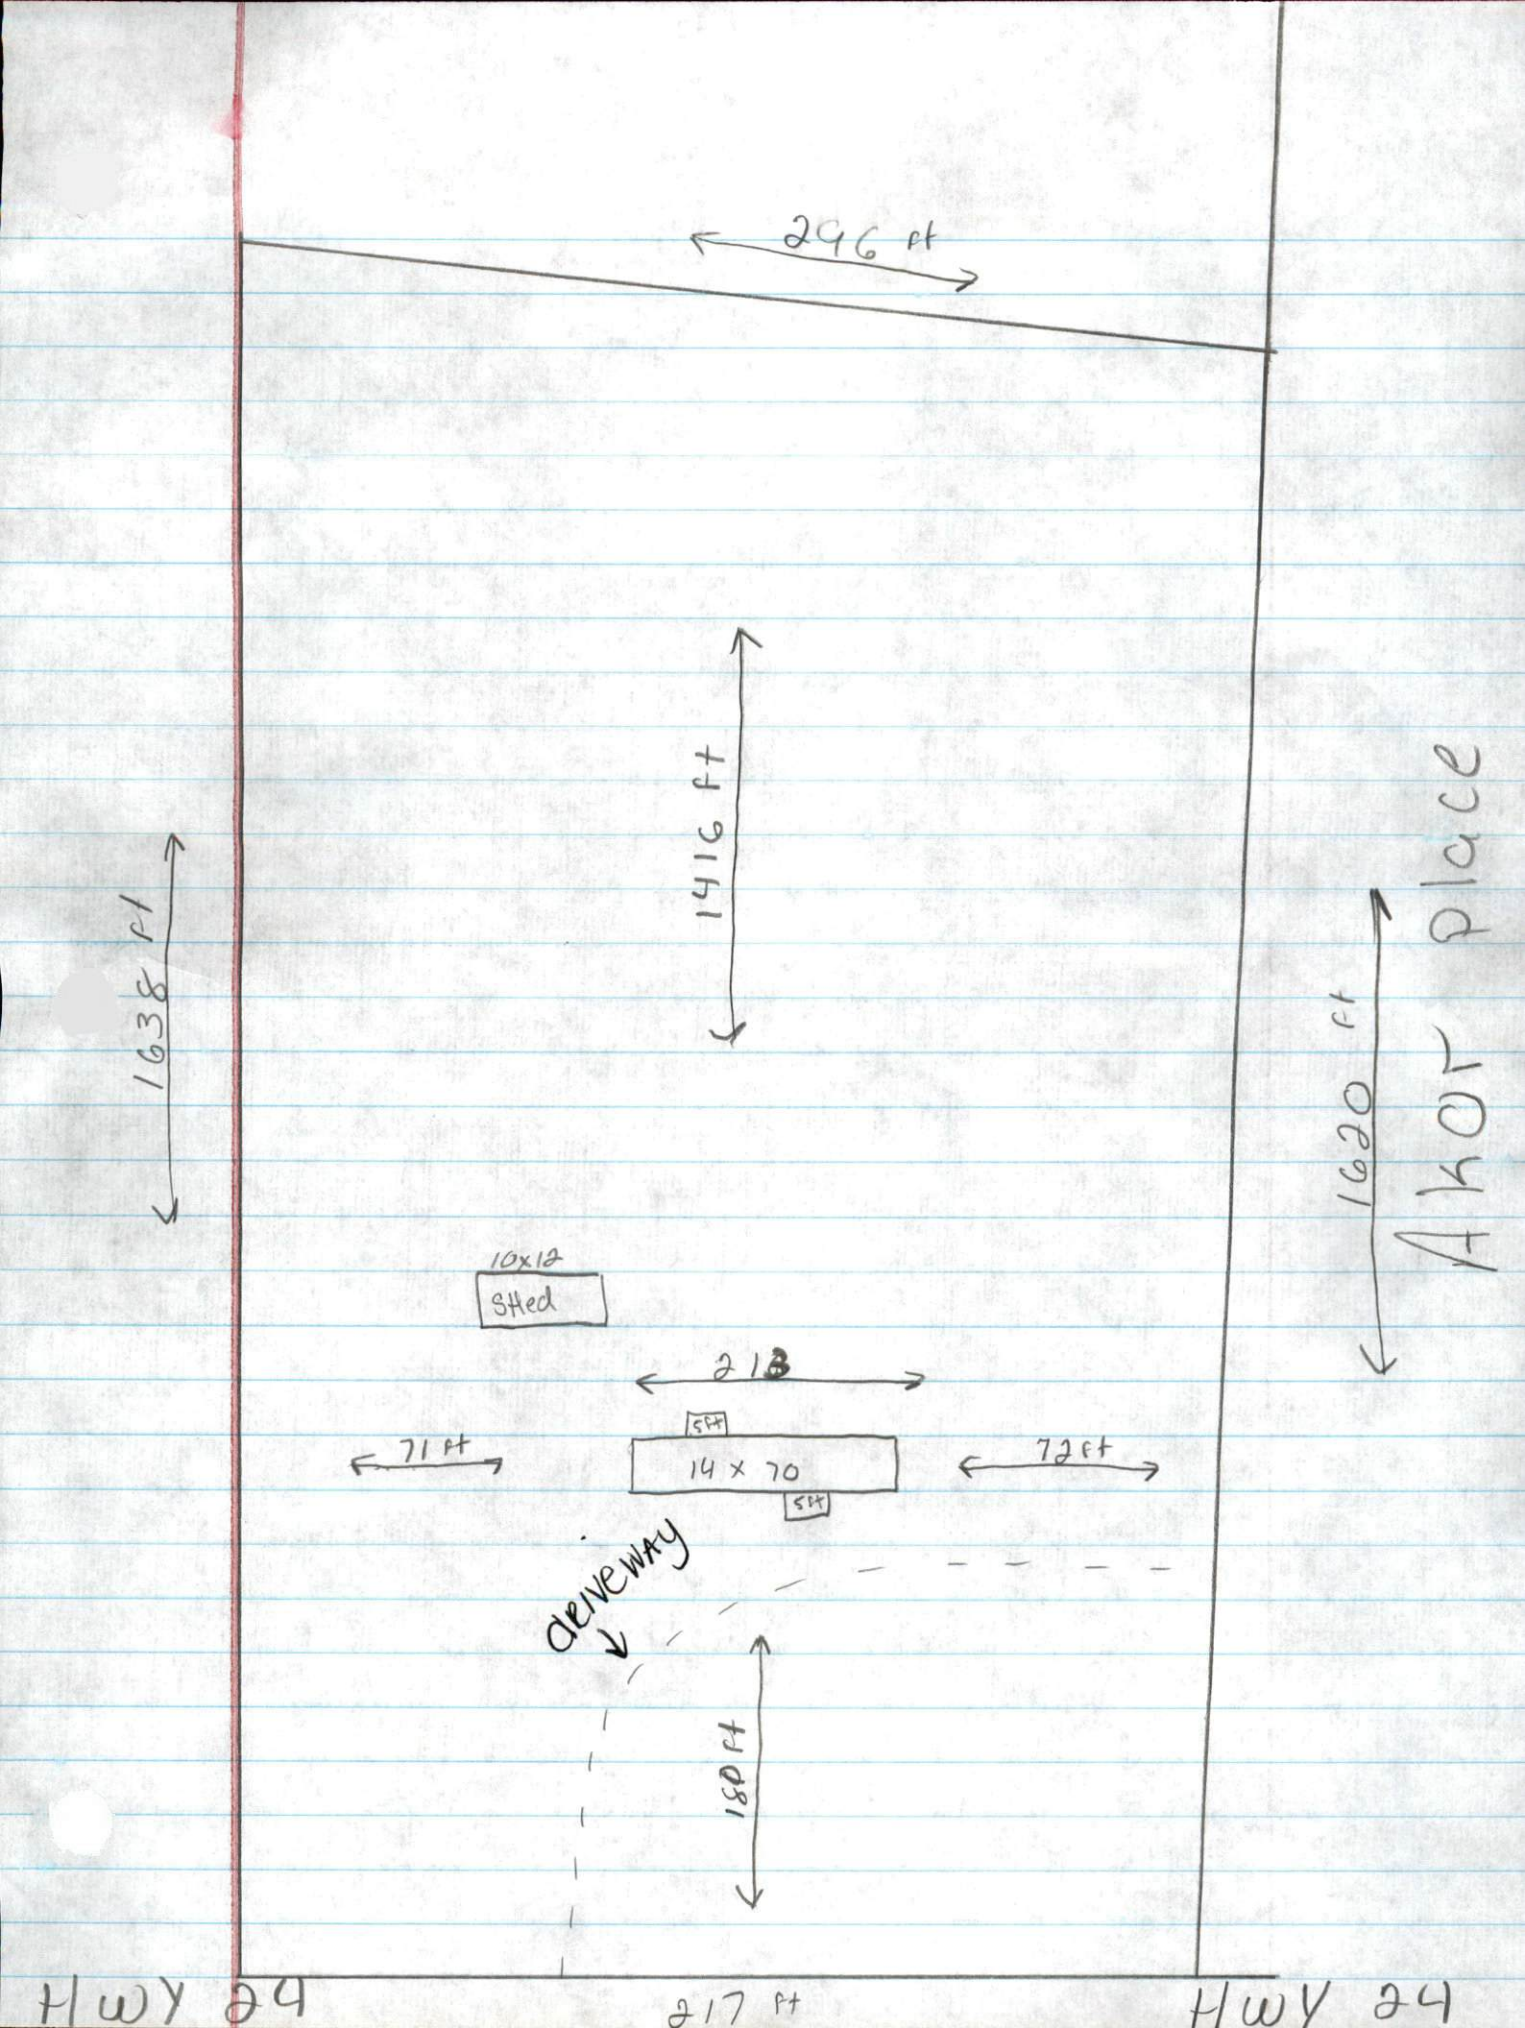 296 ft
1416 ft
1638 ft
1620 ft
Akor place
10x12
SHed
213
5ft
71 ft
14 x 70
72 ft
5ft
driveway
180 ft
HWY 24
217 ft
HWY 24